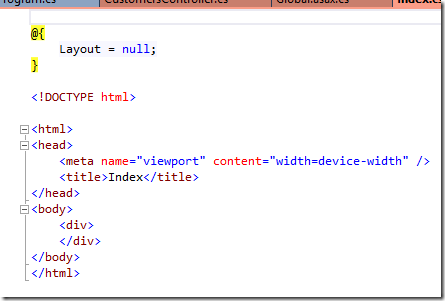 rogram.cs CustomersController.cs Global.asax.cs Index.cs
@{
Layout = null;
}
<!DOCTYPE html>
<html>
<head>
<meta name="viewport" content="width=device-width" />
<title>Index</title>
</head>
<body>
<div>
</div>
</body>
</html>